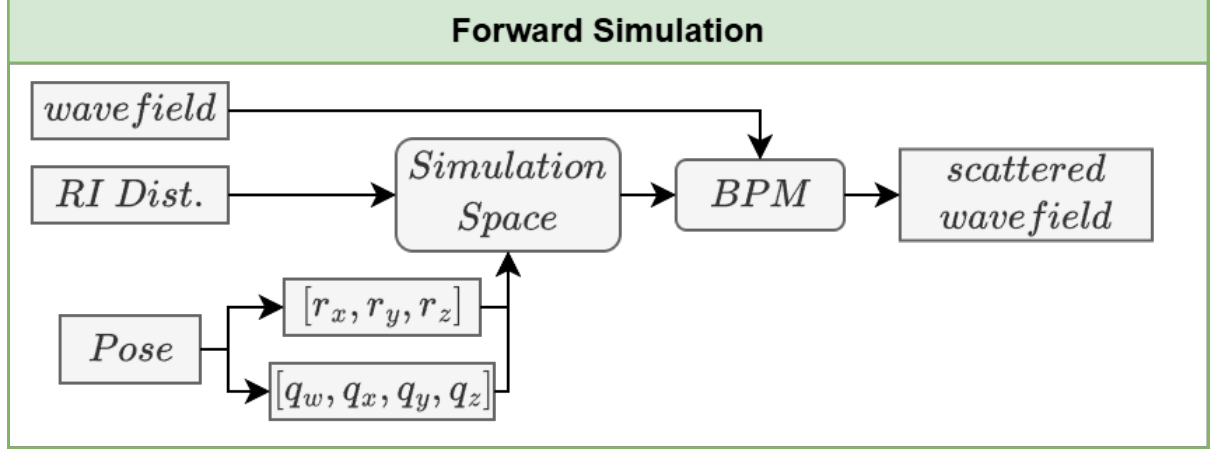 Forward Simulation
wavefield
RI Dist.
Simulation
Space
BPM
scattered
wavefield
Pose
[r_x, r_y, r_z]
[q_w, q_x, q_y, q_z]